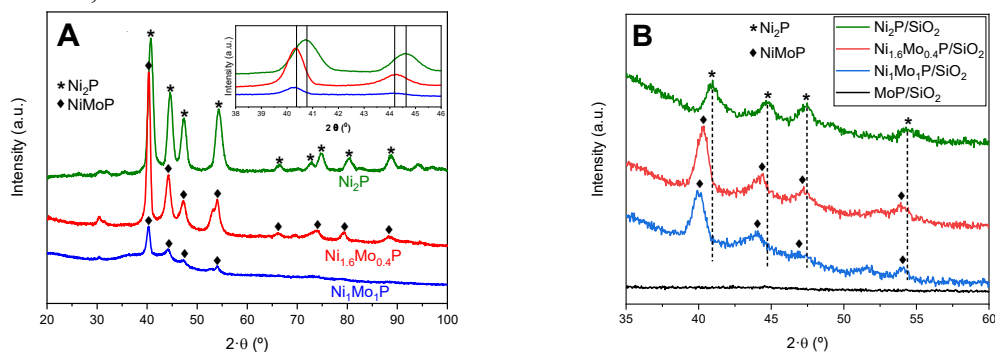 A
* Ni2P
♦ NiMoP
Intensity (a.u.)
38 39 40 41 42 43 44 45 46
2 θ (º)
Ni2P
Ni1.6Mo0.4P
Ni1Mo1P
Intensity (a.u.)
20 30 40 50 60 70 80 90 100
2·θ (º)
B
* Ni2P
♦ NiMoP
Ni2P/SiO2
Ni1.6Mo0.4P/SiO2
Ni1Mo1P/SiO2
MoP/SiO2
Intensity (a.u.)
35 40 45 50 55 60
2·θ (º)